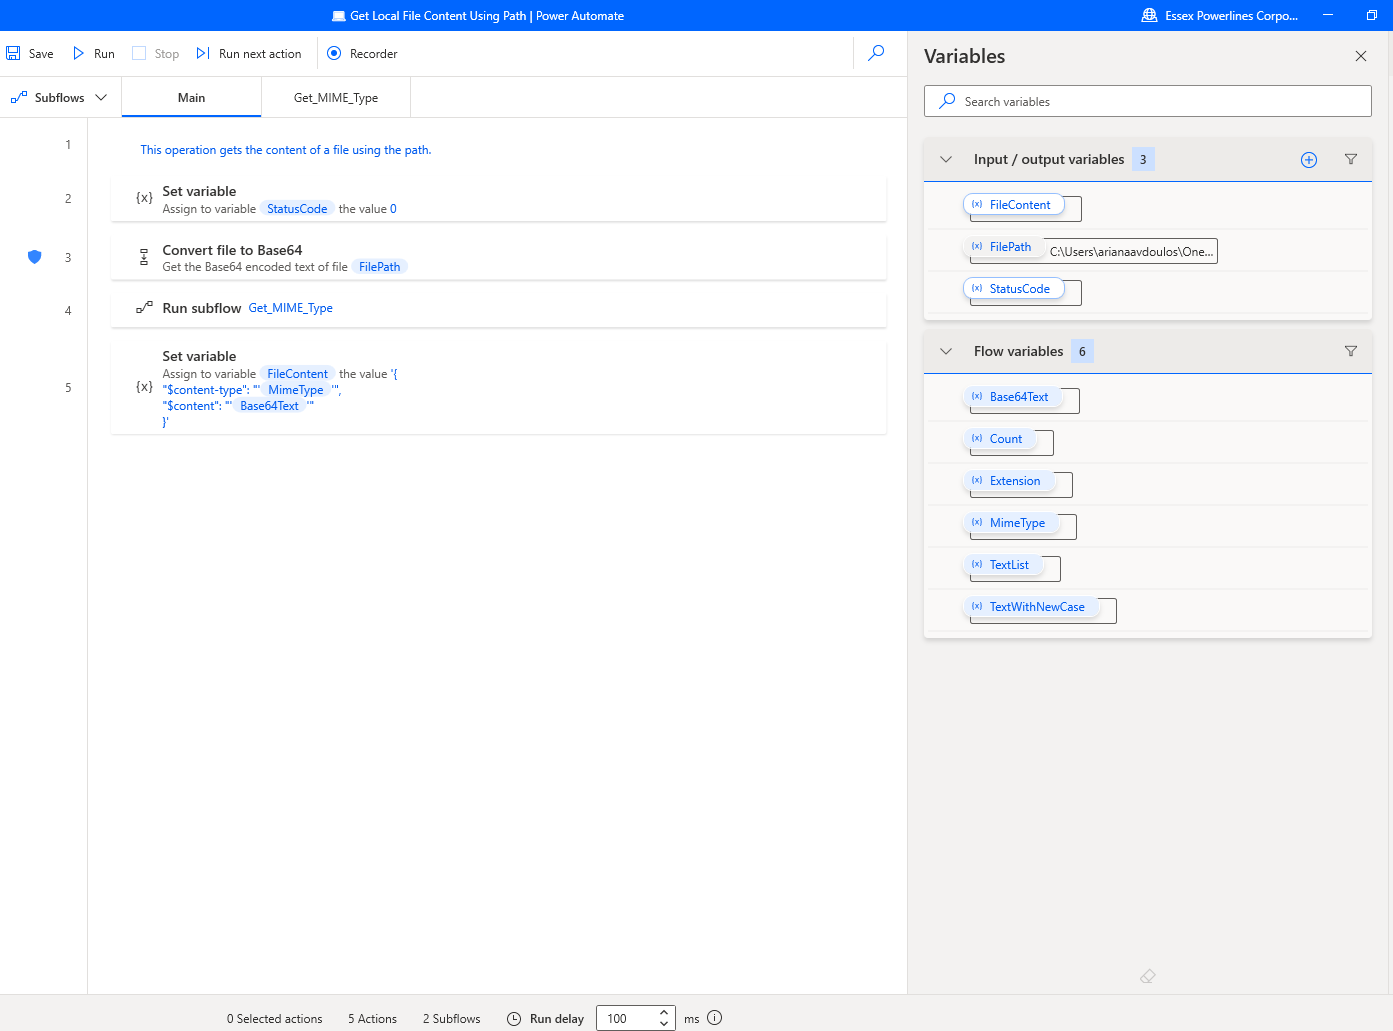 Get Local File Content Using Path | Power Automate
Essex Powerlines Corpo...
Save
Run
Stop
Run next action
Recorder
Subflows
Main
Get_MIME_Type
1
This operation gets the content of a file using the path.
2
{x}
Set variable
Assign to variable StatusCode the value 0
3
Convert file to Base64
Get the Base64 encoded text of file FilePath
4
Run subflow Get_MIME_Type
5
{x}
Set variable
Assign to variable FileContent the value '{
"$content-type": "' MimeType '",
"$content": "' Base64Text '"
}'
Variables
Search variables
Input / output variables 3
(x) FileContent
(x) FilePath C:\Users\arianaavdoulos\One...
(x) StatusCode
Flow variables 6
(x) Base64Text
(x) Count
(x) Extension
(x) MimeType
(x) TextList
(x) TextWithNewCase
0 Selected actions
5 Actions
2 Subflows
Run delay
100
ms